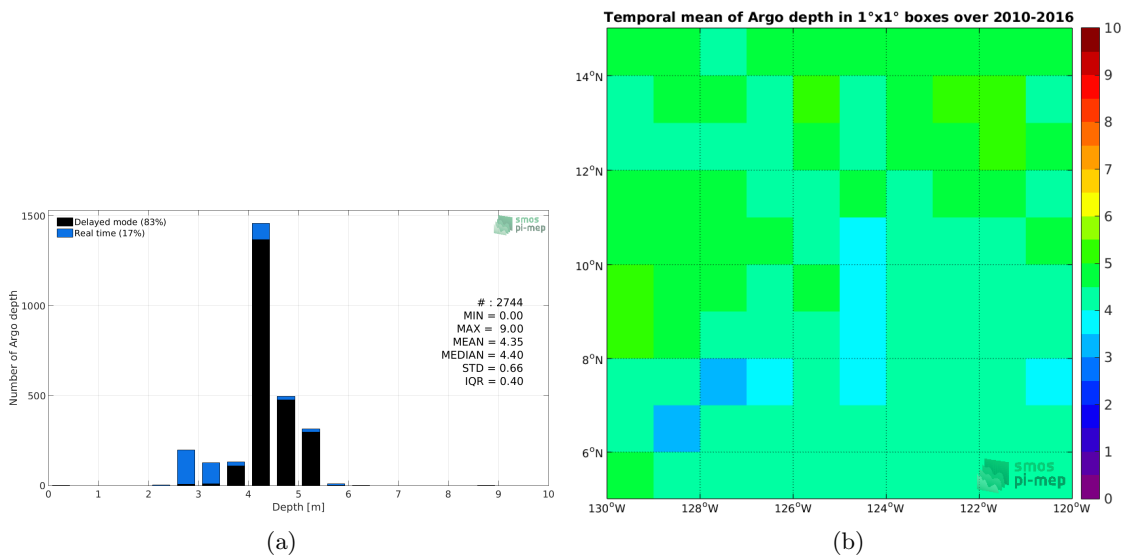 Temporal mean of Argo depth in 1°x1° boxes over 2010-2016
Delayed mode (83%)
Real time (17%)
smos
pi-mep
# : 2744
MIN = 0.00
MAX = 9.00
MEAN = 4.35
MEDIAN = 4.40
STD = 0.66
IQR = 0.40
1500
1000
500
0
Number of Argo depth
0 1 2 3 4 5 6 7 8 9 10
Depth [m]
(a)
14°N
12°N
10°N
8°N
6°N
130°W 128°W 126°W 124°W 122°W 120°W
smos
pi-mep
10
9
8
7
6
5
4
3
2
1
0
(b)